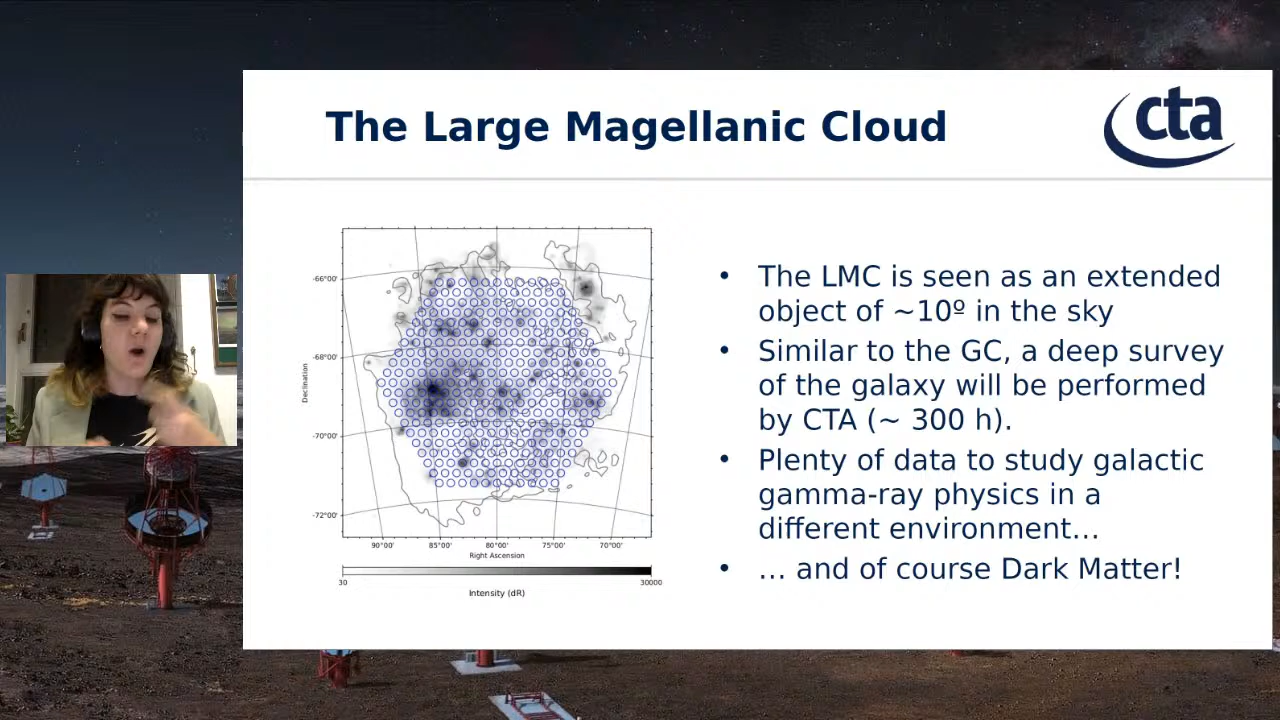 The Large Magellanic Cloud
cta
-66°00'
-68°00'
-70°00'
-72°00'
Declination
90°00'
85°00'
80°00'
75°00'
70°00'
Right Ascension
30
30000
Intensity (dR)
• The LMC is seen as an extended
object of ~10º in the sky
• Similar to the GC, a deep survey
of the galaxy will be performed
by CTA (~ 300 h).
• Plenty of data to study galactic
gamma-ray physics in a
different environment...
• ... and of course Dark Matter!